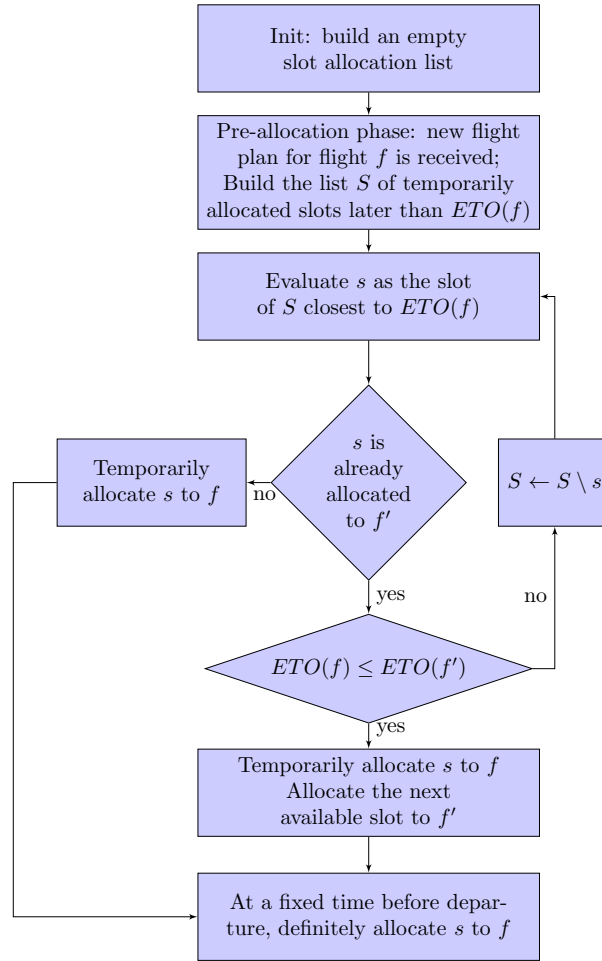 Init: build an empty
slot allocation list
Pre-allocation phase: new flight
plan for flight f is received;
Build the list S of temporarily
allocated slots later than ETO(f)
Evaluate s as the slot
of S closest to ETO(f)
s is
already
allocated
to f′
no
Temporarily
allocate s to f
S ← S \ s
yes
no
ETO(f) ≤ ETO(f′)
yes
Temporarily allocate s to f
Allocate the next
available slot to f′
At a fixed time before depar-
ture, definitely allocate s to f